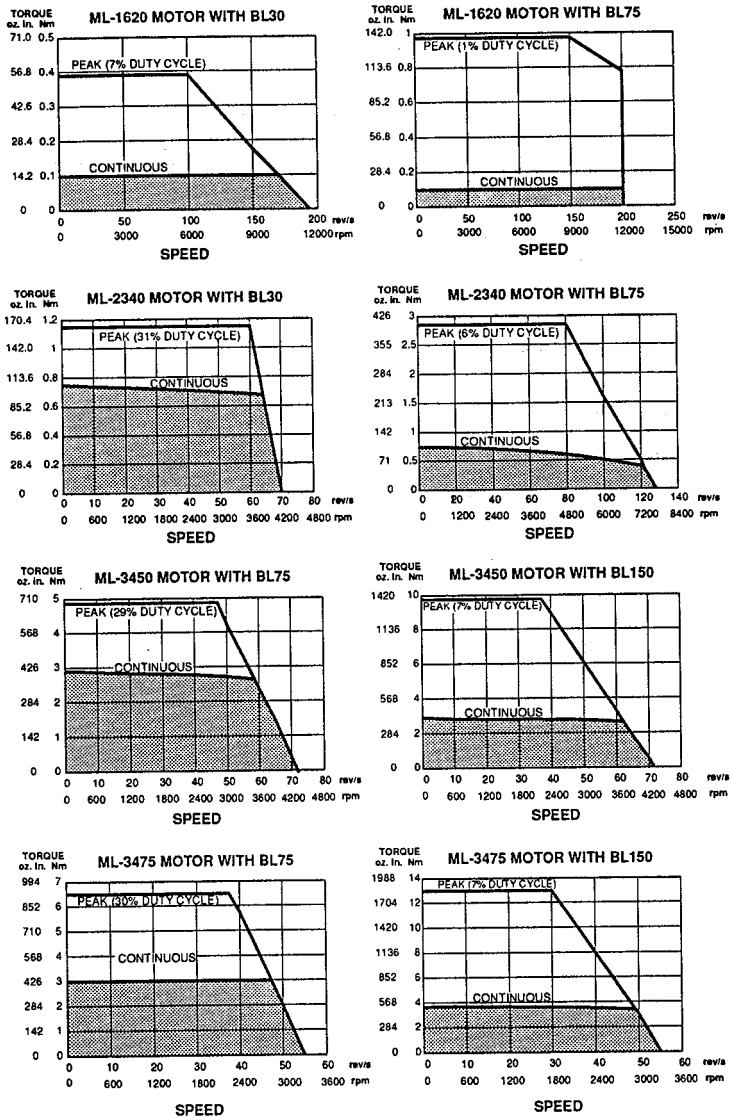 ML-1620 MOTOR WITH BL30
TORQUE
oz. in. Nm
71.0 0.5
56.8 0.4
42.6 0.3
28.4 0.2
14.2 0.1
0 0
PEAK (7% DUTY CYCLE)
CONTINUOUS
0 50 100 150 200 rev/s
0 3000 6000 9000 12000 rpm
SPEED
ML-1620 MOTOR WITH BL75
TORQUE
oz. in. Nm
142.0 1
113.6 0.8
85.2 0.6
56.8 0.4
28.4 0.2
0 0
PEAK (1% DUTY CYCLE)
CONTINUOUS
0 50 100 150 200 250 rev/s
0 3000 6000 9000 12000 15000 rpm
SPEED
ML-2340 MOTOR WITH BL30
TORQUE
oz. in. Nm
170.4 1.2
142.0 1
113.6 0.8
85.2 0.6
56.8 0.4
28.4 0.2
0 0
PEAK (31% DUTY CYCLE)
CONTINUOUS
0 10 20 30 40 50 60 70 80 rev/s
0 600 1200 1800 2400 3000 3600 4200 4800 rpm
SPEED
ML-2340 MOTOR WITH BL75
TORQUE
oz. in. Nm
426 3
355 2.5
284 2
213 1.5
142 1
71 0.5
0 0
PEAK (6% DUTY CYCLE)
CONTINUOUS
0 20 40 60 80 100 120 140 rev/s
0 1200 2400 3600 4800 6000 7200 8400 rpm
SPEED
ML-3450 MOTOR WITH BL75
TORQUE
oz. in. Nm
710 5
568 4
426 3
284 2
142 1
0 0
PEAK (29% DUTY CYCLE)
CONTINUOUS
0 10 20 30 40 50 60 70 80 rev/s
0 600 1200 1800 2400 3000 3600 4200 4800 rpm
SPEED
ML-3450 MOTOR WITH BL150
TORQUE
oz. in. Nm
1420 10
1136 8
852 6
568 4
284 2
0 0
PEAK (7% DUTY CYCLE)
CONTINUOUS
0 10 20 30 40 50 60 70 80 rev/s
0 600 1200 1800 2400 3000 3600 4200 4800 rpm
SPEED
ML-3475 MOTOR WITH BL75
TORQUE
oz. in. Nm
994 7
852 6
710 5
568 4
426 3
284 2
142 1
0 0
PEAK (30% DUTY CYCLE)
CONTINUOUS
0 10 20 30 40 50 60 rev/s
0 600 1200 1800 2400 3000 3600 rpm
SPEED
ML-3475 MOTOR WITH BL150
TORQUE
oz. in. Nm
1988 14
1704 12
1420 10
1136 8
852 6
568 4
284 2
0 0
PEAK (7% DUTY CYCLE)
CONTINUOUS
0 10 20 30 40 50 60 rev/s
0 600 1200 1800 2400 3000 3600 rpm
SPEED